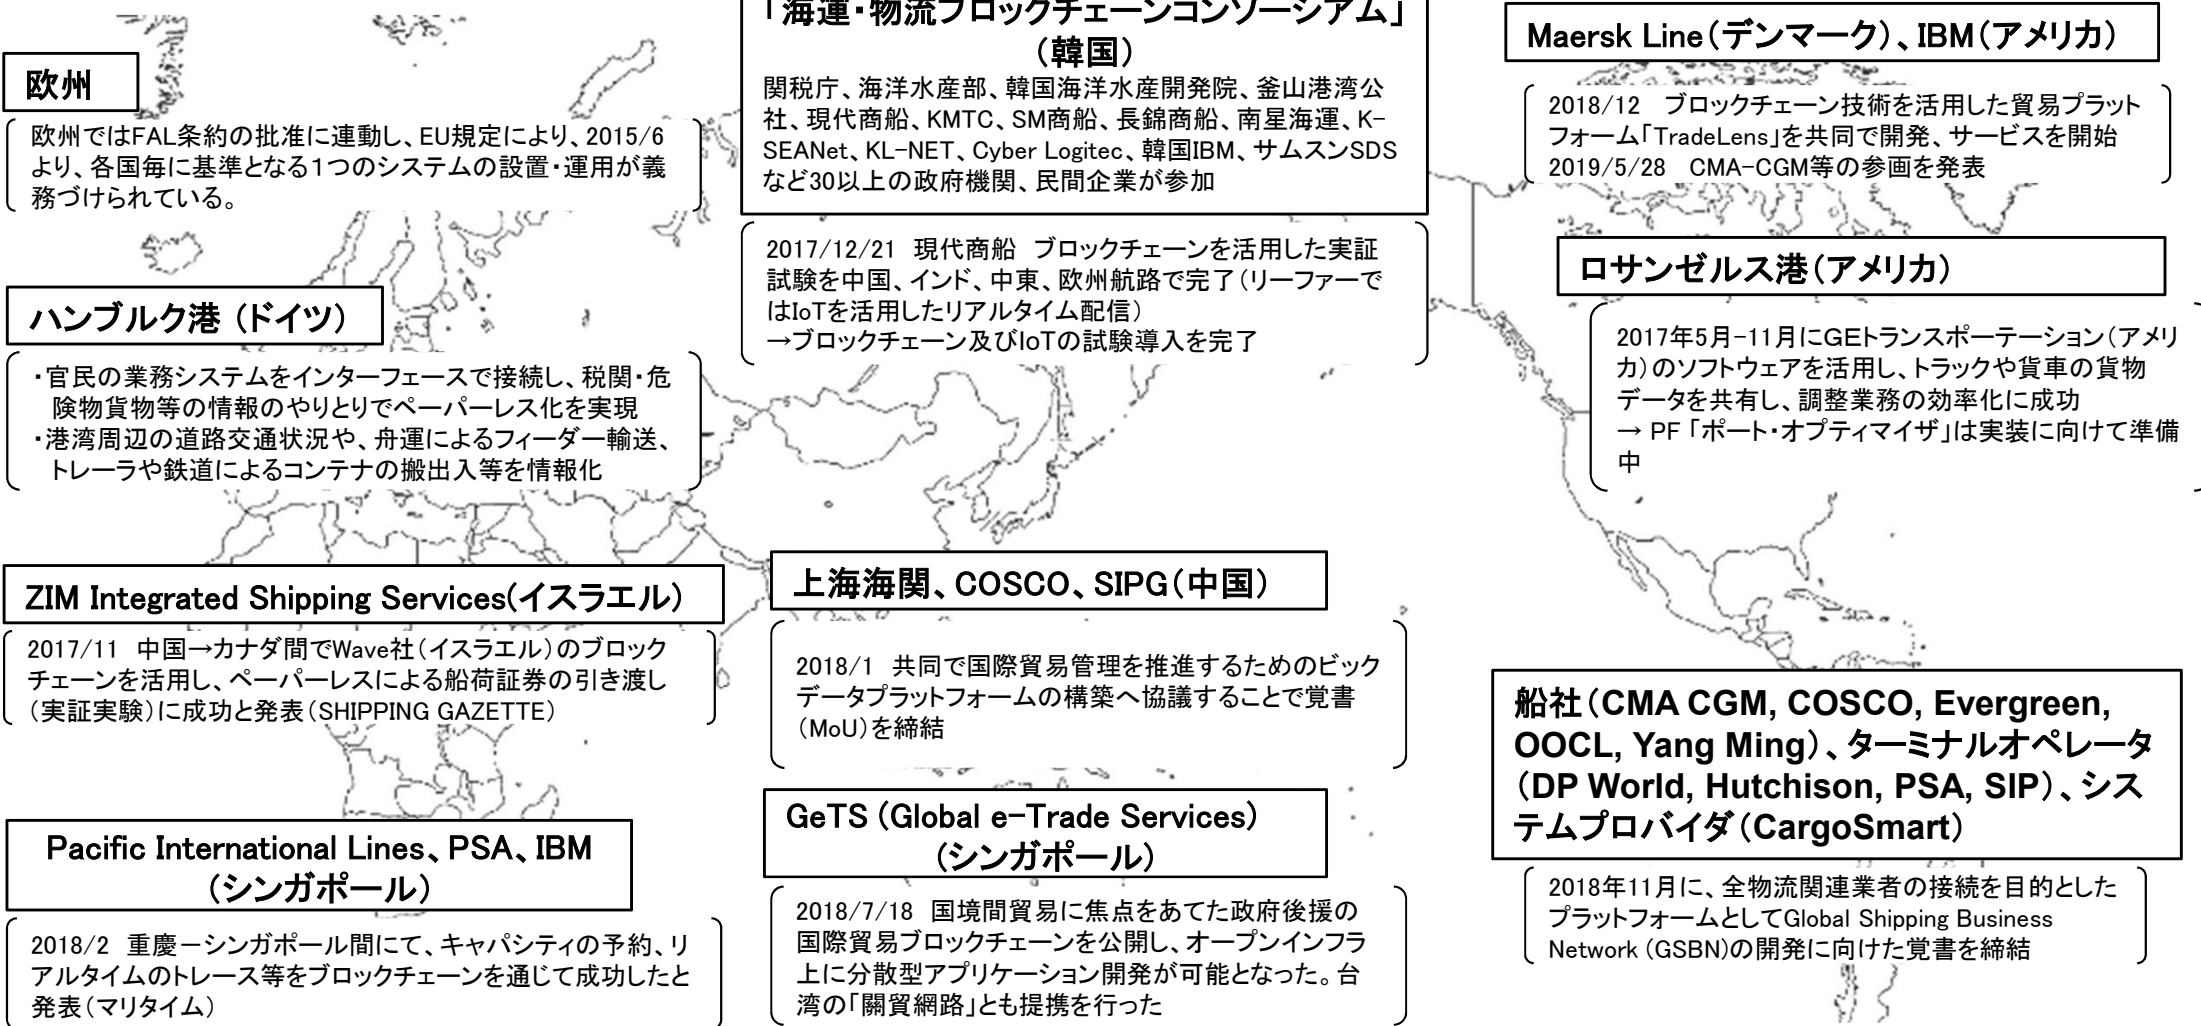 欧州
欧州ではFAL条約の批准に連動し、EU規定により、2015/6
より、各国毎に基準となる1つのシステムの設置・運用が義
務づけられている。
ハンブルク港（ドイツ）
・官民の業務システムをインターフェースで接続し、税関・危
険物貨物等の情報のやりとりでペーパーレス化を実現
・港湾周辺の道路交通状況や、舟運によるフィーダー輸送、
トレーラや鉄道によるコンテナの搬出入等を情報化
ZIM Integrated Shipping Services(イスラエル)
2017/11　中国→カナダ間でWave社（イスラエル）のブロック
チェーンを活用し、ペーパーレスによる船荷証券の引き渡し
（実証実験）に成功と発表（SHIPPING GAZETTE）
Pacific International Lines、PSA、IBM
（シンガポール）
2018/2　重慶－シンガポール間にて、キャパシティの予約、リ
アルタイムのトレース等をブロックチェーンを通じて成功したと
発表（マリタイム）
「海運・物流ブロックチェーンコンソーシアム」
（韓国）
関税庁、海洋水産部、韓国海洋水産開発院、釜山港湾公
社、現代商船、KMTC、SM商船、長錦商船、南星海運、K-
SEANet、KL-NET、Cyber Logitec、韓国IBM、サムスンSDS
など30以上の政府機関、民間企業が参加
2017/12/21　現代商船　ブロックチェーンを活用した実証
試験を中国、インド、中東、欧州航路で完了（リーファーで
はIoTを活用したリアルタイム配信）
→ブロックチェーン及びIoTの試験導入を完了
上海海関、COSCO、SIPG（中国）
2018/1　共同で国際貿易管理を推進するためのビック
データプラットフォームの構築へ協議することで覚書
（MoU）を締結
GeTS (Global e-Trade Services)
（シンガポール）
2018/7/18　国境間貿易に焦点をあてた政府後援の
国際貿易ブロックチェーンを公開し、オープンインフラ
上に分散型アプリケーション開発が可能となった。台
湾の「關貿網路」とも提携を行った
Maersk Line（デンマーク）、IBM（アメリカ）
2018/12　ブロックチェーン技術を活用した貿易プラット
フォーム「TradeLens」を共同で開発、サービスを開始
2019/5/28　CMA-CGM等の参画を発表
ロサンゼルス港（アメリカ）
2017年5月-11月にGEトランスポーテーション（アメリ
カ）のソフトウェアを活用し、トラックや貨車の貨物
データを共有し、調整業務の効率化に成功
→ PF「ポート・オプティマイザ」は実装に向けて準備
中
船社（CMA CGM, COSCO, Evergreen,
OOCL, Yang Ming）、ターミナルオペレータ
（DP World, Hutchison, PSA, SIP）、シス
テムプロバイダ（CargoSmart）
2018年11月に、全物流関連業者の接続を目的とした
プラットフォームとしてGlobal Shipping Business
Network (GSBN)の開発に向けた覚書を締結